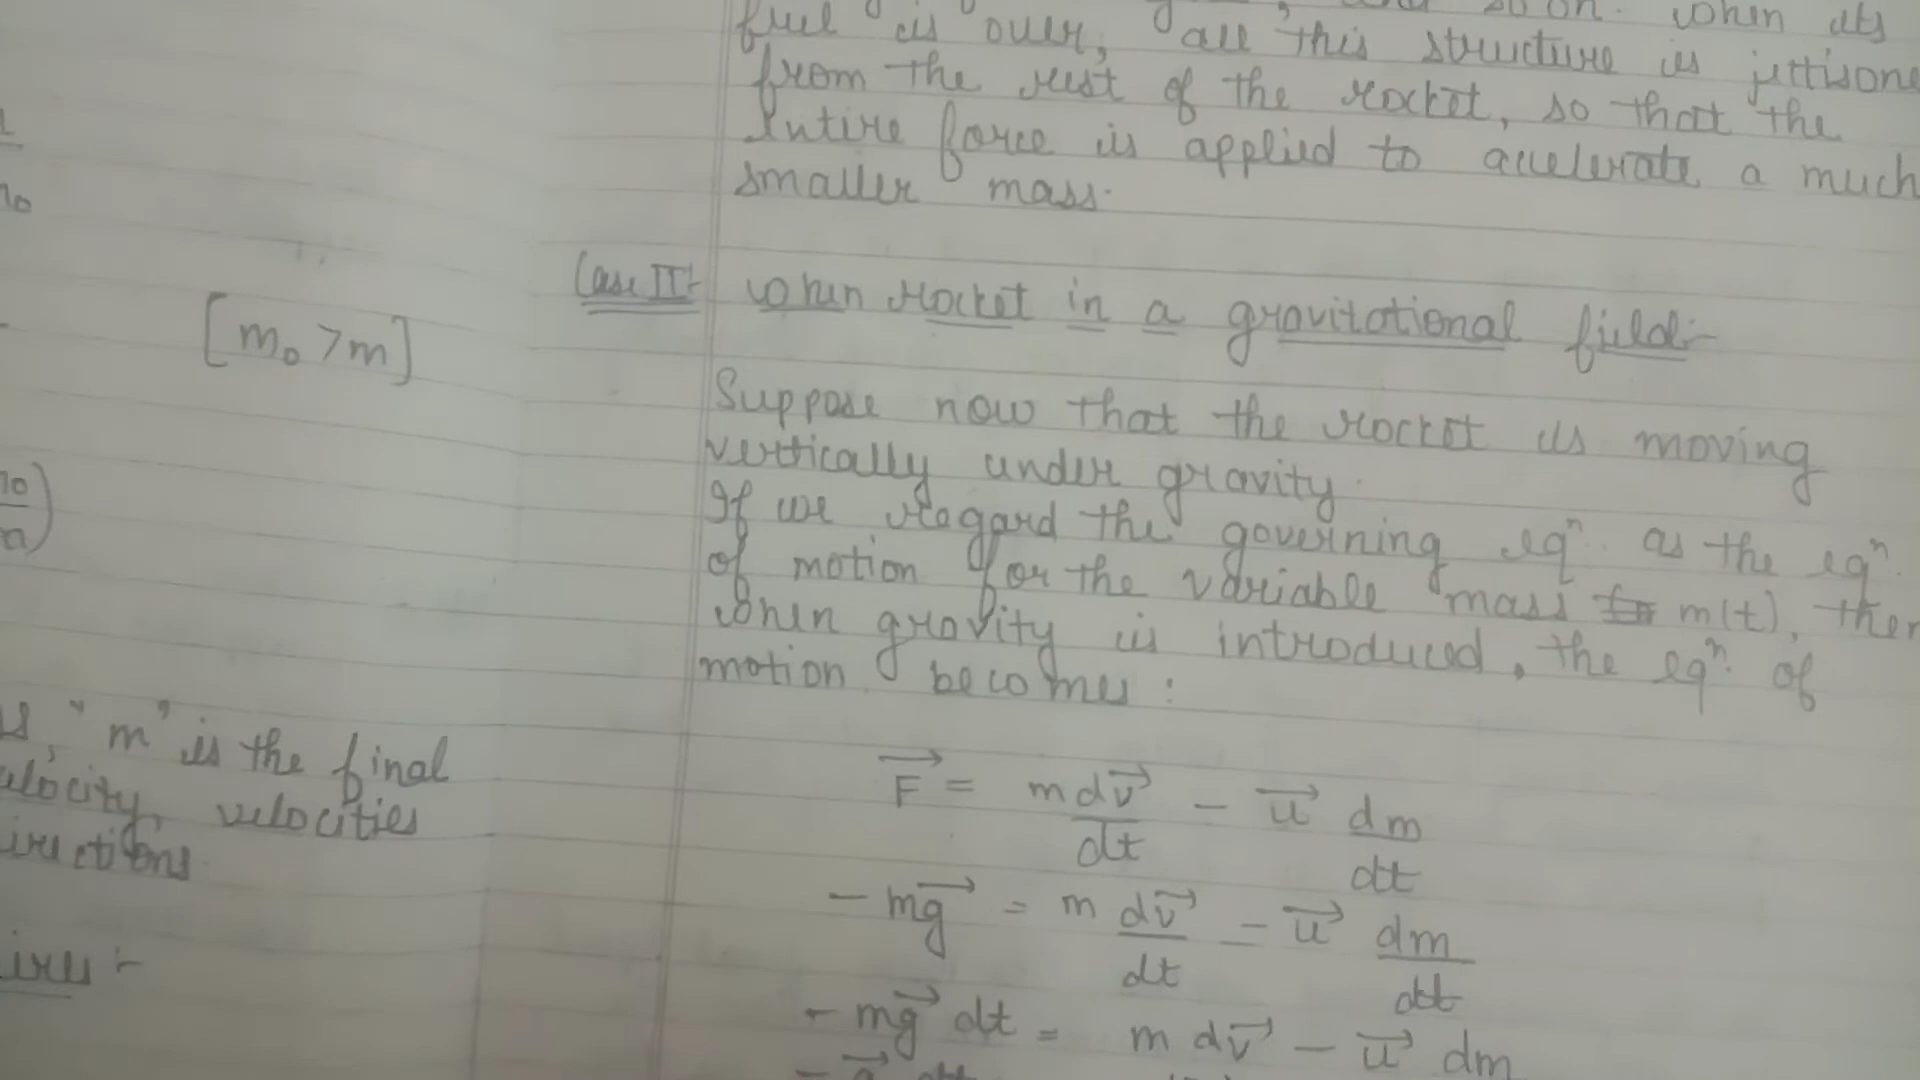 [m₀ > m]
"m" is the final
velocities
so on. when its
fuel is over, all this structure is jettisone
from the rest of the rocket, so that the
entire force is applied to accelerate a much
smaller mass.
Case II:- when rocket in a gravitational field:-
Suppose now that the rocket is moving
vertically under gravity.
If we regard the governing eqⁿ. as the eqⁿ.
of motion for the variable mass m(t), then
when gravity is introduced, the eqⁿ. of
motion becomes :
F⃗ = m dv⃗/dt − u⃗ dm/dt
− mg⃗ = m dv⃗/dt − u⃗ dm/dt
− mg⃗ dt = m dv⃗ − u⃗ dm